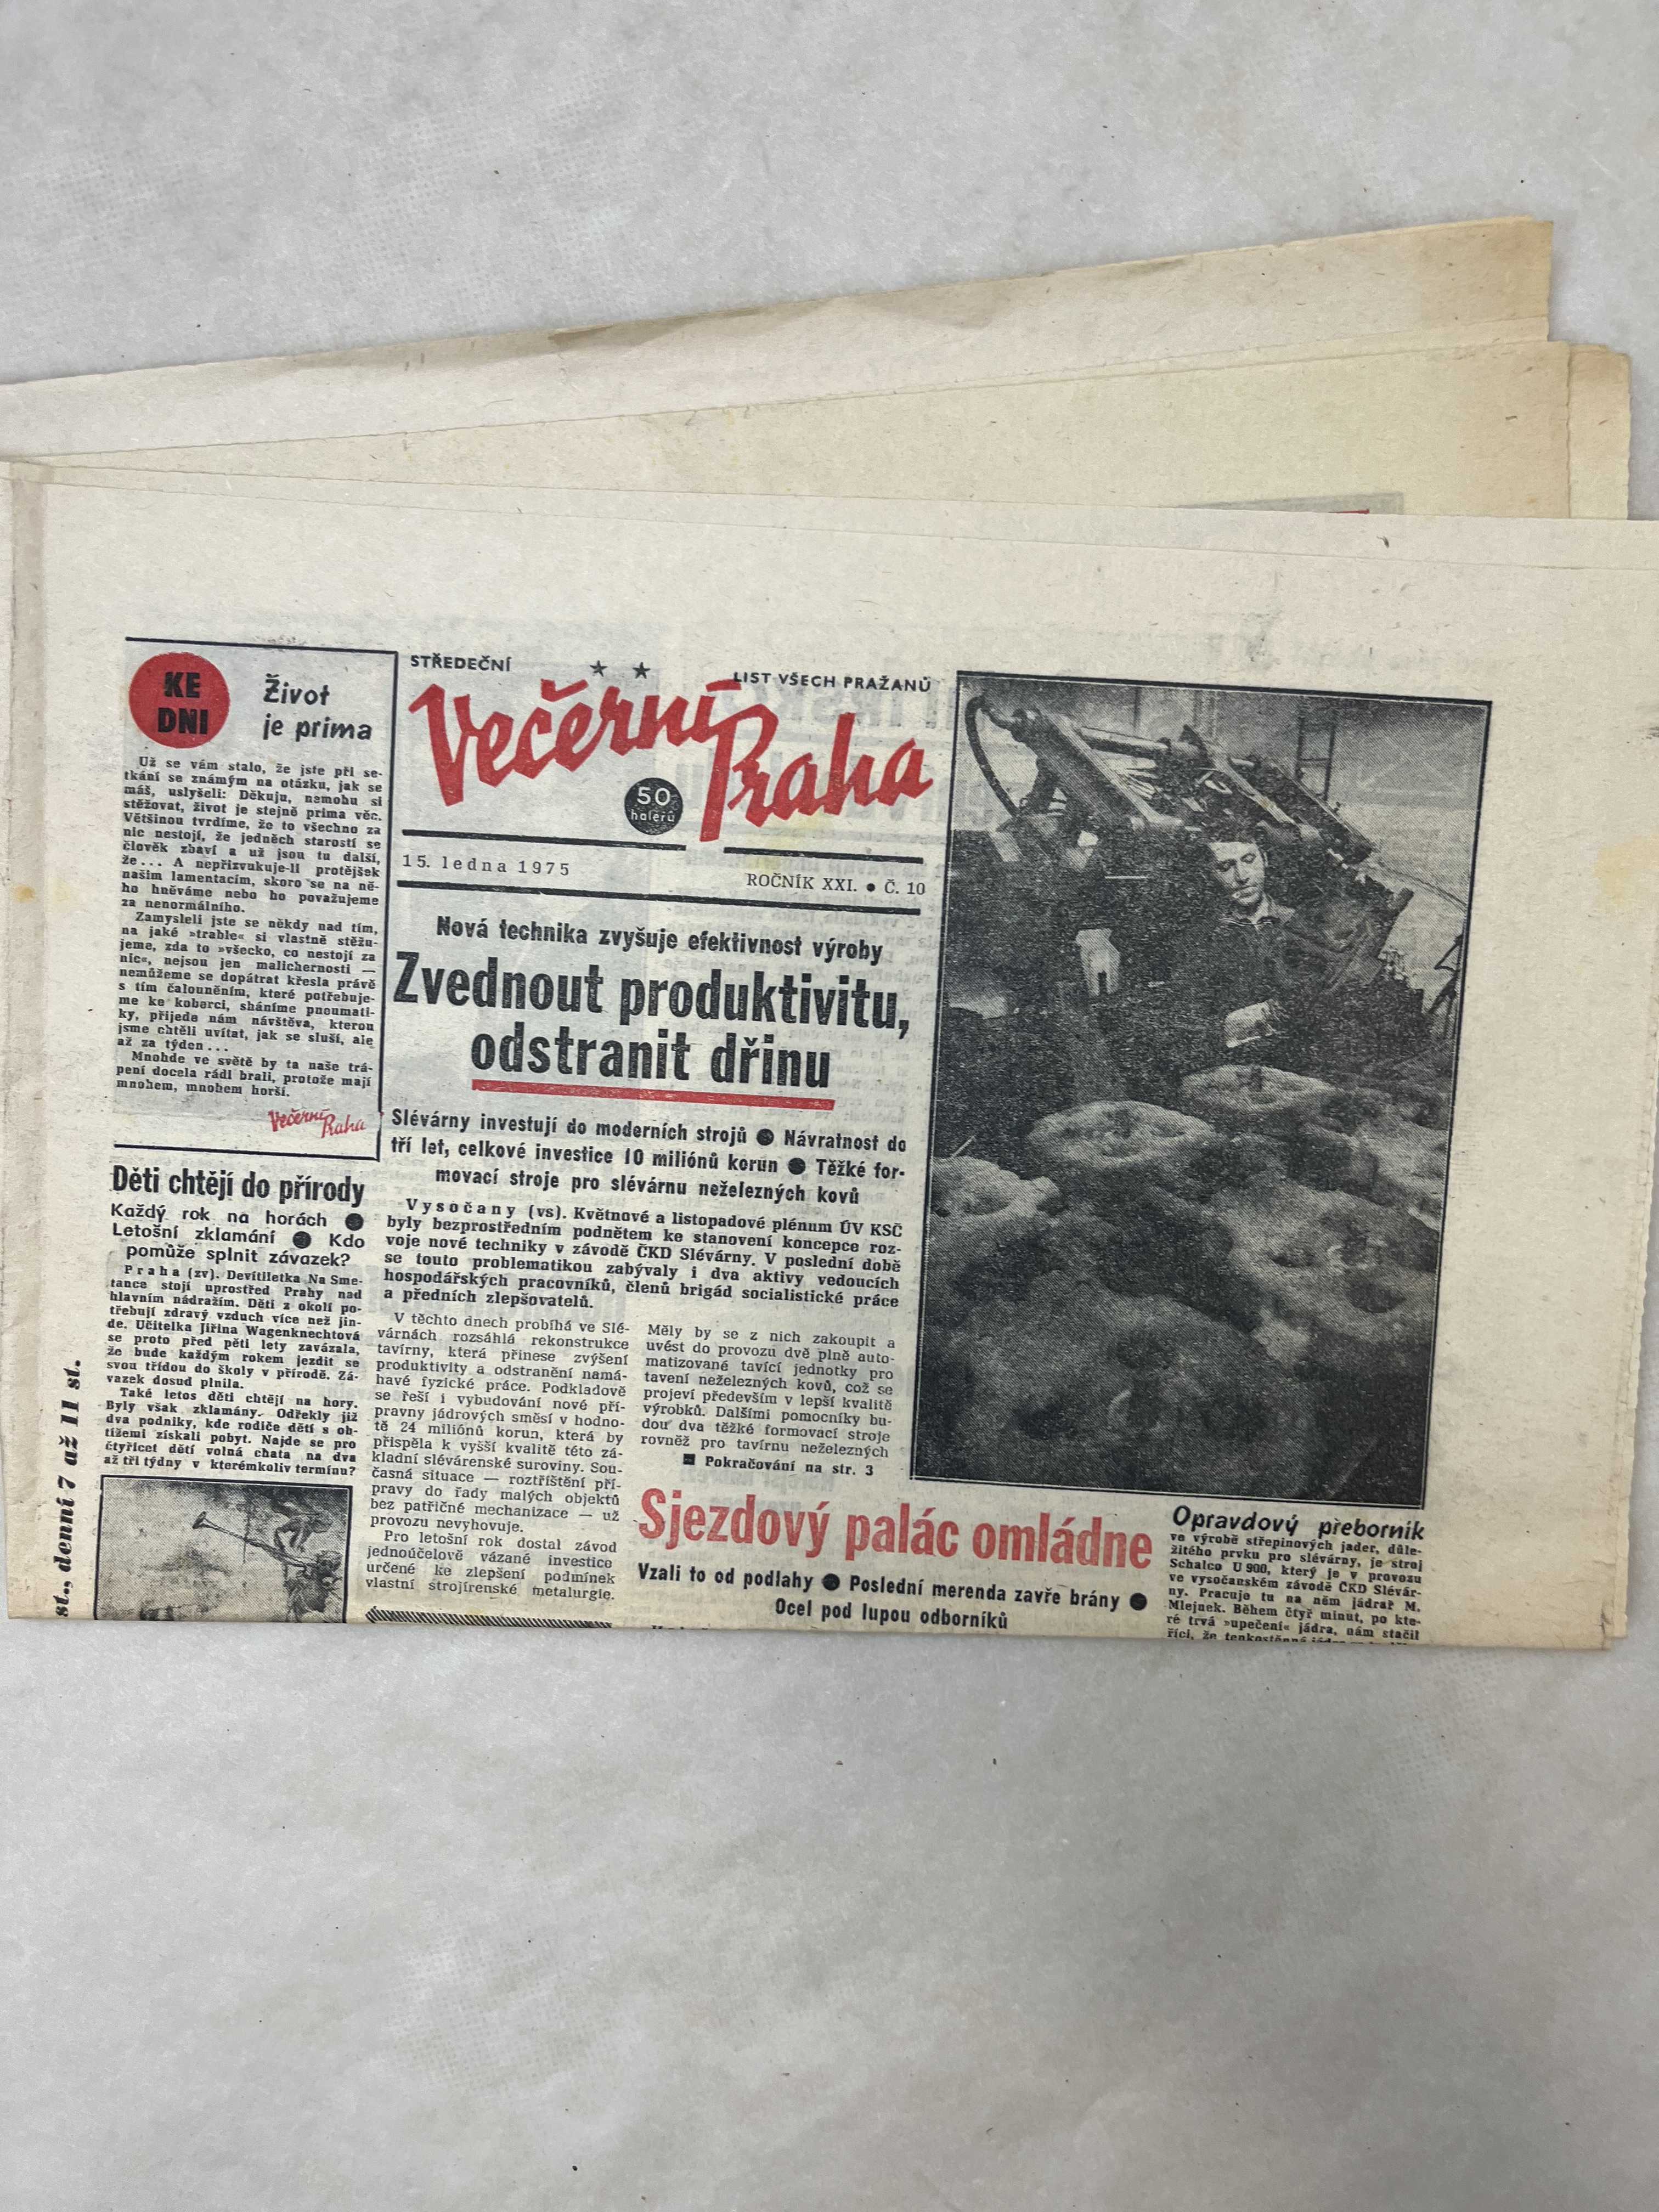 KE
DNI
Život
je prima
Už se vám stalo, že jste při se-
tkání se známým na otázku, jak se
máš, uslyšeli: Děkuju, nemohu si
stěžovat, život je stejně prima věc.
Většinou tvrdíme, že to všechno za
nic nestojí, že jedněch starostí se
člověk zbaví a už jsou tu další,
že... A nepřizvukuje-li protějšek
našim lamentacím, skoro se na ně-
ho hněváme nebo ho považujeme
za nenormálního.
Zamysleli jste se někdy nad tím,
na jaké »trable« si vlastně stěžu-
jeme, zda to »všecko, co nestojí za
nic«, nejsou jen malichernosti —
nemůžeme se dopátrat křesla právě
s tím čalouněním, které potřebuje-
me ke koberci, sháníme pneumati-
ky, přijede nám návštěva, kterou
jsme chtěli uvítat, jak se sluší, ale
až za týden...
Mnohde ve světě by ta naše trá-
pení docela rádi brali, protože mají
mnohem, mnohem horší.
Večerní
Praha
STŘEDEČNÍ
LIST VŠECH PRAŽANŮ
Večerní
Praha
50
haléřů
15. ledna 1975
ROČNÍK XXI. ● Č. 10
Nová technika zvyšuje efektivnost výroby
Zvednout produktivitu,
odstranit dřinu
Slévárny investují do moderních strojů ● Návratnost do
tří let, celkové investice 10 miliónů korun ● Těžké for-
movací stroje pro slévárnu neželezných kovů
Vysočany (vs). Květnové a listopadové plénum ÚV KSČ
byly bezprostředním podnětem ke stanovení koncepce roz-
voje nové techniky v závodě ČKD Slévárny. V poslední době
se touto problematikou zabývaly i dva aktivy vedoucích
hospodářských pracovníků, členů brigád socialistické práce
a předních zlepšovatelů.
V těchto dnech probíhá ve Slé-
várnách rozsáhlá rekonstrukce
tavírny, která přinese zvýšení
produktivity a odstranění namá-
havé fyzické práce. Podkladově
se řeší i vybudování nové pří-
pravny jádrových směsí v hodno-
tě 24 miliónů korun, která by
přispěla k vyšší kvalitě této zá-
kladní slévárenské suroviny. Sou-
časná situace — roztříštění pří-
pravy do řady malých objektů
bez patřičné mechanizace — už
provozu nevyhovuje.
Pro letošní rok dostal závod
jednoúčelově vázané investice
určené ke zlepšení podmínek
vlastní strojírenské metalurgie.
Měly by se z nich zakoupit a
uvést do provozu dvě plně auto-
matizované tavící jednotky pro
tavení neželezných kovů, což se
projeví především v lepší kvalitě
výrobků. Dalšími pomocníky bu-
dou dva těžké formovací stroje
rovněž pro tavírnu neželezných
■ Pokračování na str. 3
Děti chtějí do přírody
Každý rok na horách ●
Letošní zklamání ● Kdo
pomůže splnit závazek?
Praha (zv). Devítiletka Na Sme-
tance stojí uprostřed Prahy nad
hlavním nádražím. Děti z okolí po-
třebují zdravý vzduch více než jin-
de. Učitelka Jiřina Wagenknechtová
se proto před pěti lety zavázala,
že bude každým rokem jezdit se
svou třídou do školy v přírodě. Zá-
vazek dosud plnila.
Také letos děti chtějí na hory.
Byly však zklamány. Odřekly již
dva podniky, kde rodiče dětí s ob-
tížemi získali pobyt. Najde se pro
čtyřicet dětí volná chata na dva
až tři týdny v kterémkoliv termínu?
st., denní 7 až 11 st.
Sjezdový palác omládne
Vzali to od podlahy ● Poslední merenda zavře brány ●
Ocel pod lupou odborníků
Opravdový přeborník
ve výrobě střepinových jader, důle-
žitého prvku pro slévárny, je stroj
Schalco U 900, který je v provozu
ve vysočanském závodě ČKD Slévár-
ny. Pracuje tu na něm jádrař M.
Mlejnek. Během čtyř minut, po kte-
ré trvá »upečení« jádra, nám stačil
říci, že tenkostěnná